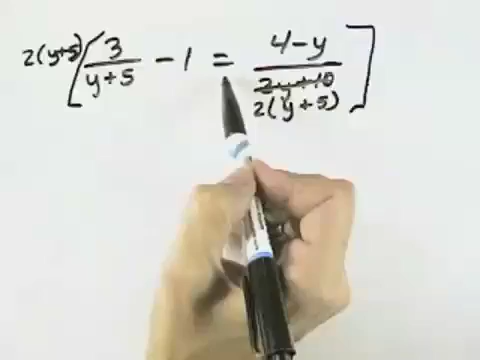 2(y+5)[3/(y+5) - 1 = (4-y)/(2y+10)]
2(y+5)